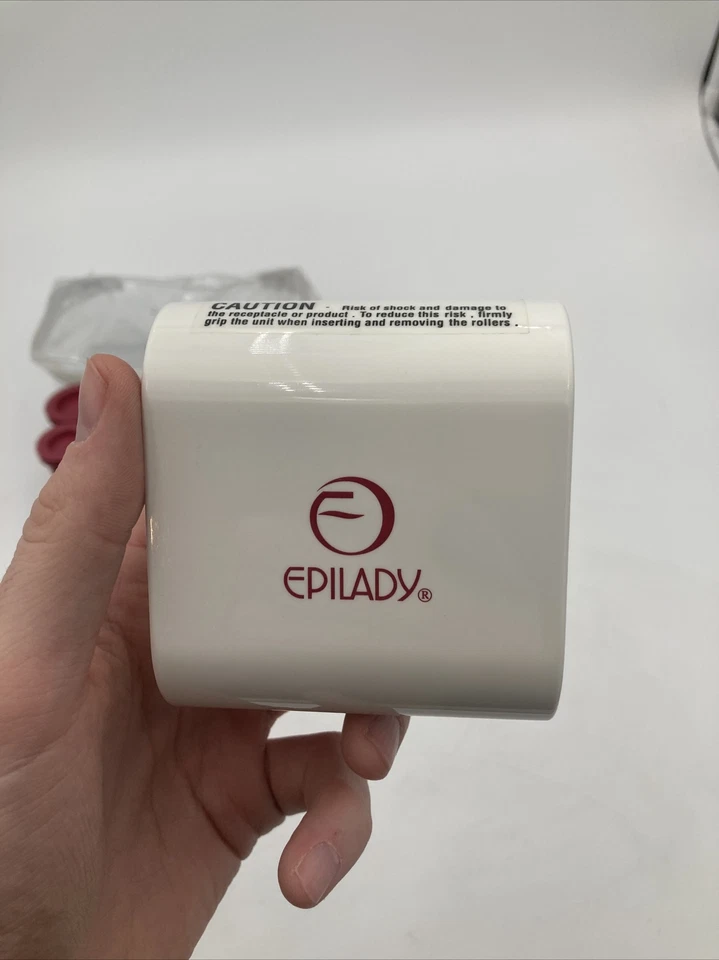 CAUTION - Risk of shock and damage to
the receptacle or product . To reduce this risk . firmly
grip the unit when inserting and removing the rollers .
EPILADY®